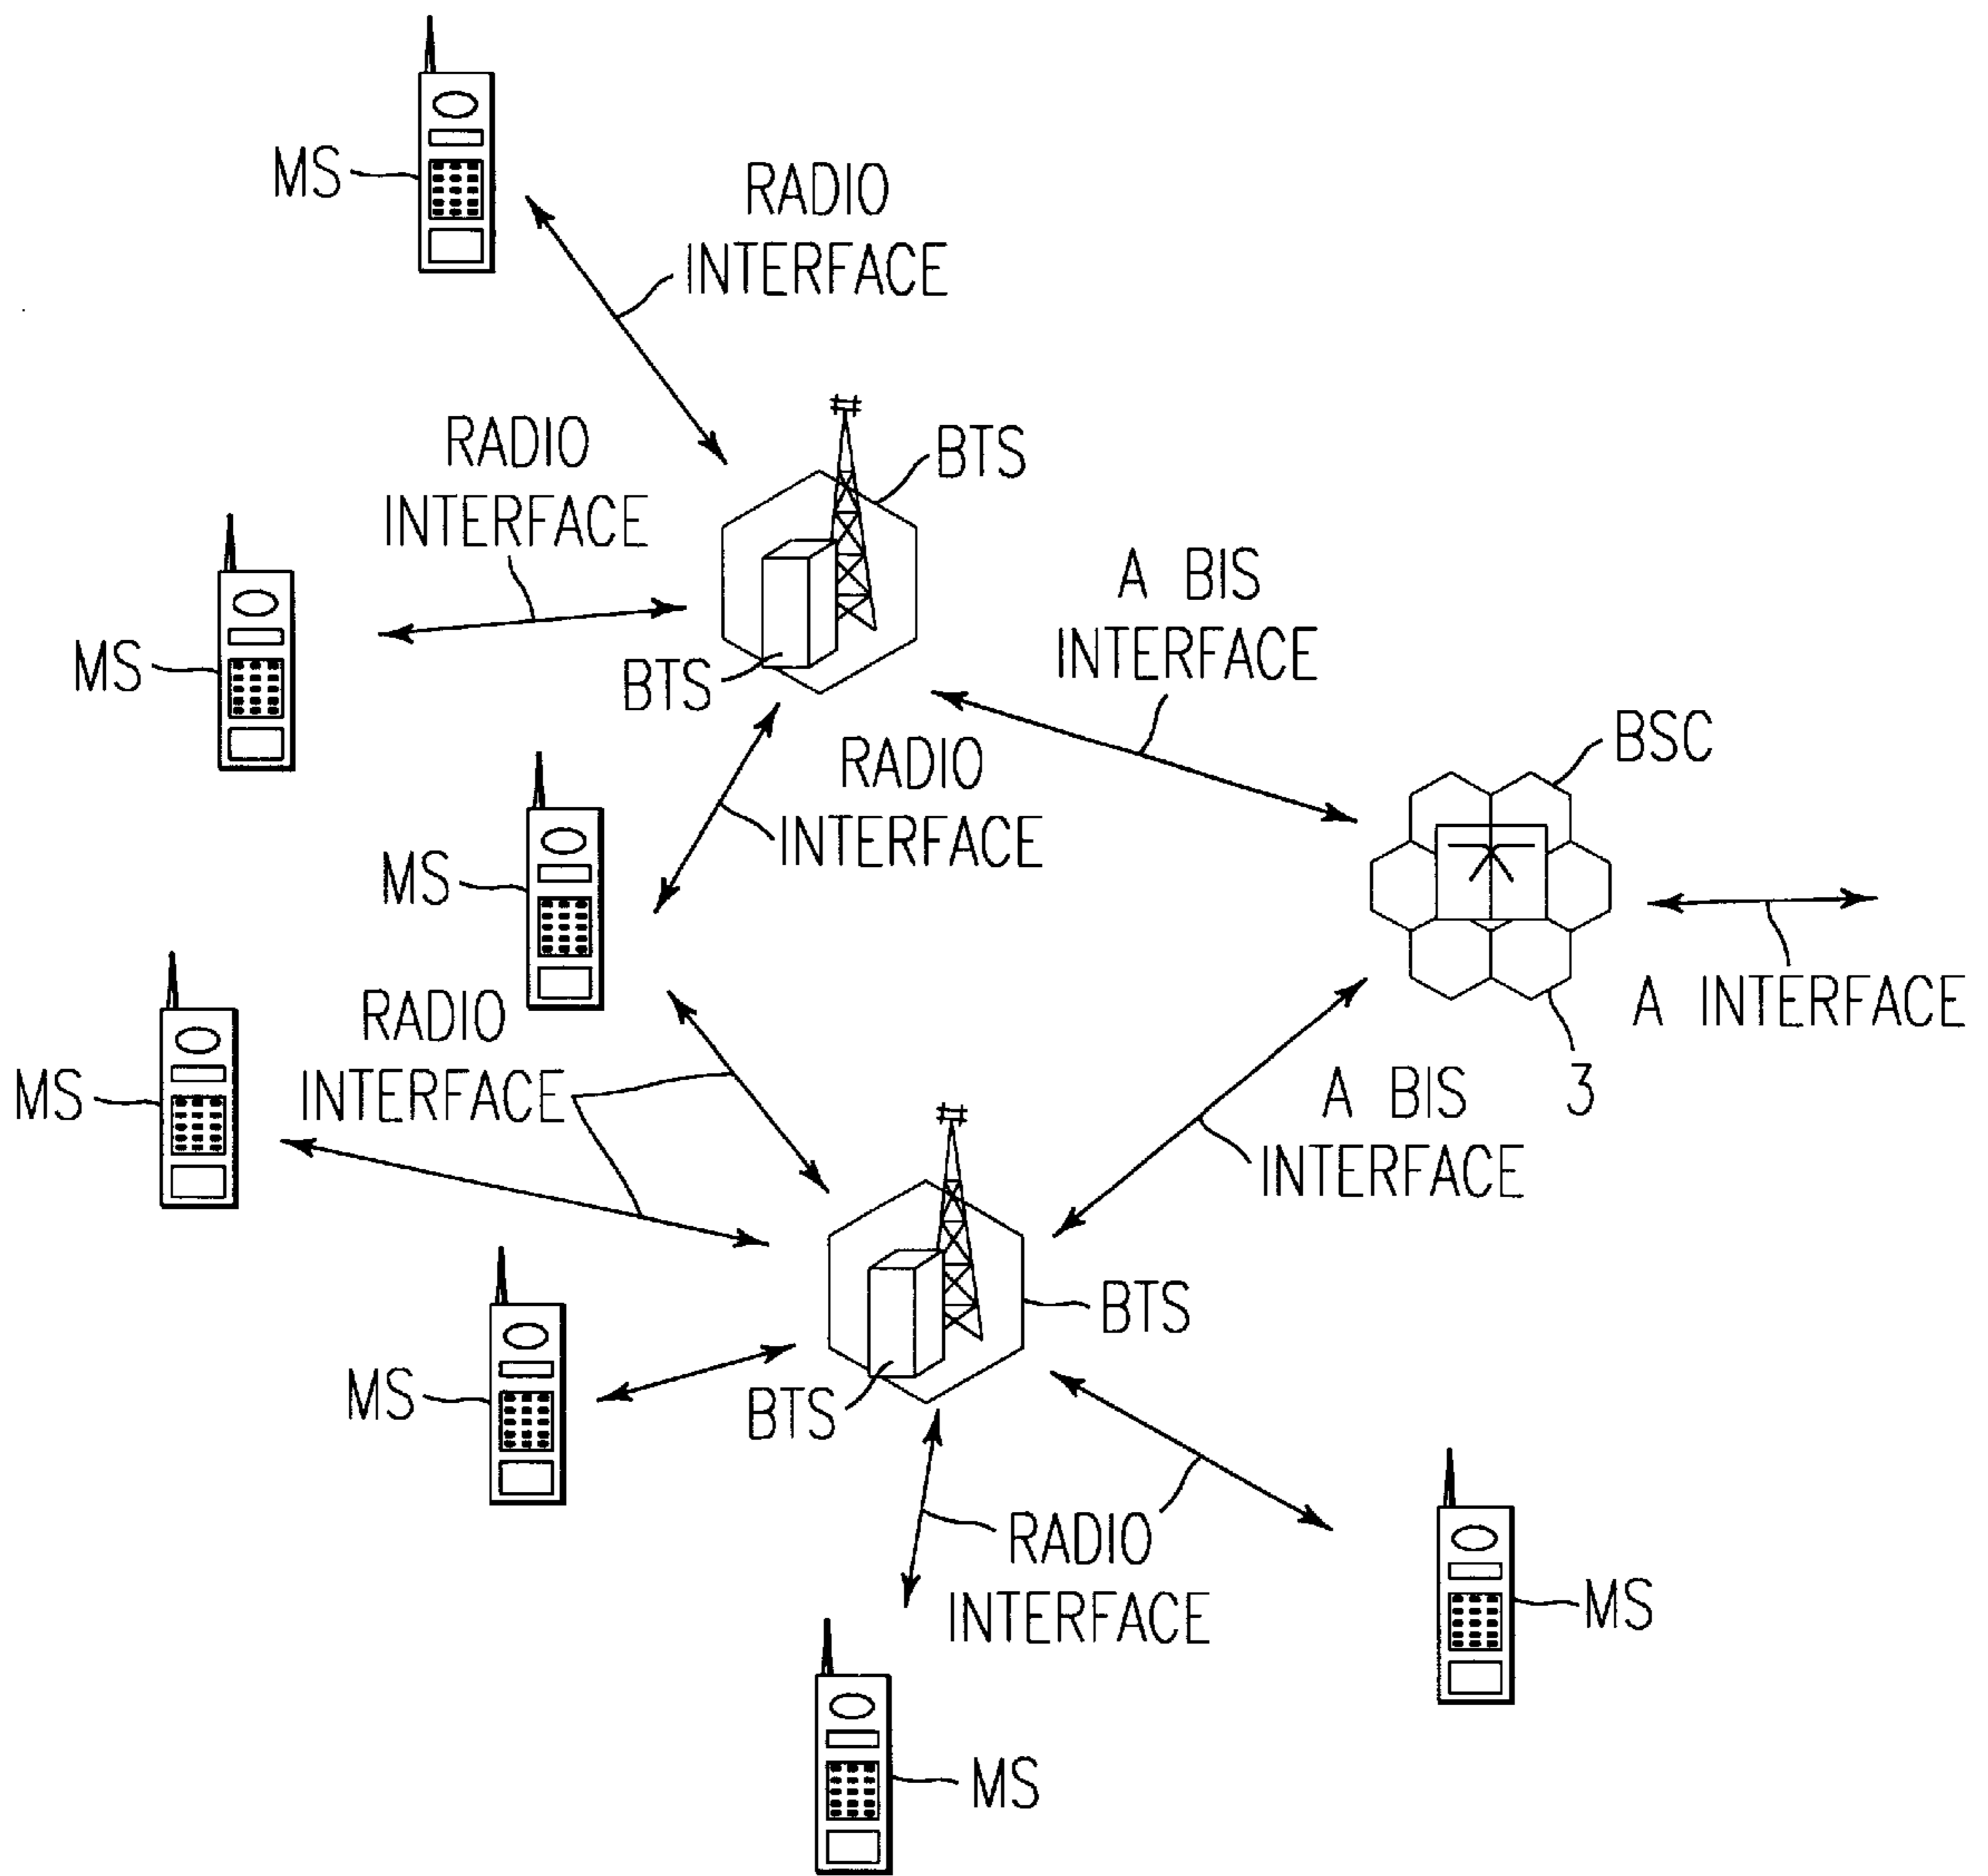 MS
RADIO
INTERFACE
RADIO
INTERFACE
BTS
MS
BTS
A BIS
INTERFACE
RADIO
INTERFACE
BSC
MS
A INTERFACE
3
RADIO
INTERFACE
MS
A BIS
INTERFACE
BTS
MS
BTS
RADIO
INTERFACE
MS
MS